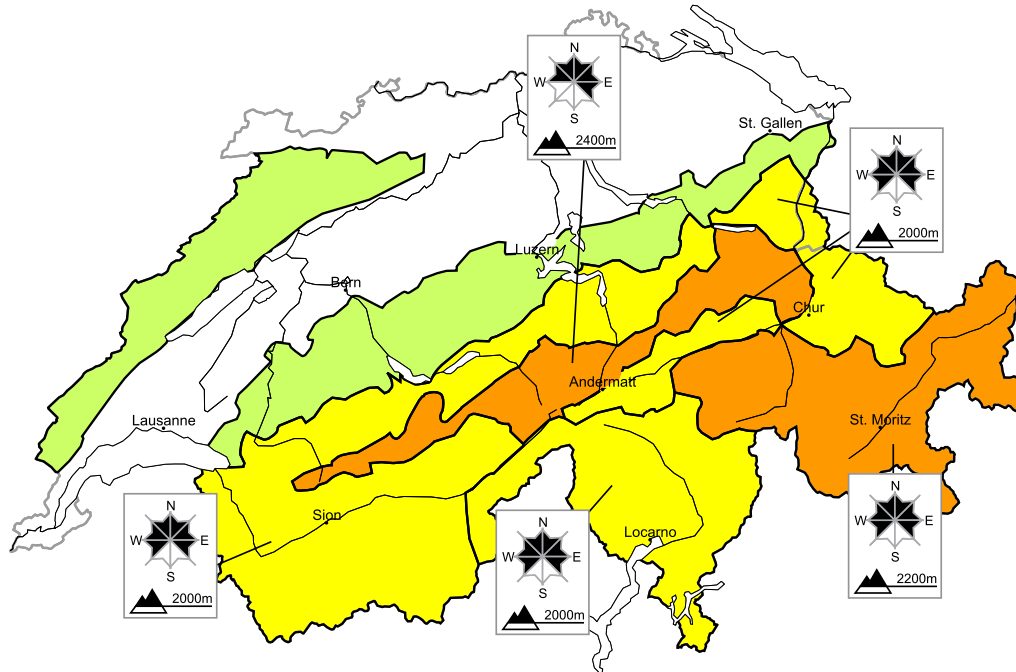 N
W E
S
2400m
St. Gallen
N
W E
S
2000m
Luzern
Bern
Chur
Andermatt
Lausanne
St. Moritz
N
W E
S
2200m
N
W E
S
2000m
Sion
N
W E
S
2000m
Locarno